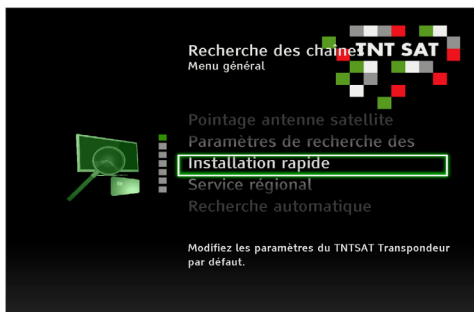 Recherche des chaînes
TNT SAT
Menu général
Pointage antenne satellite
Paramètres de recherche des
Installation rapide
Service régional
Recherche automatique
Modifiez les paramètres du TNTSAT Transpondeur
par défaut.